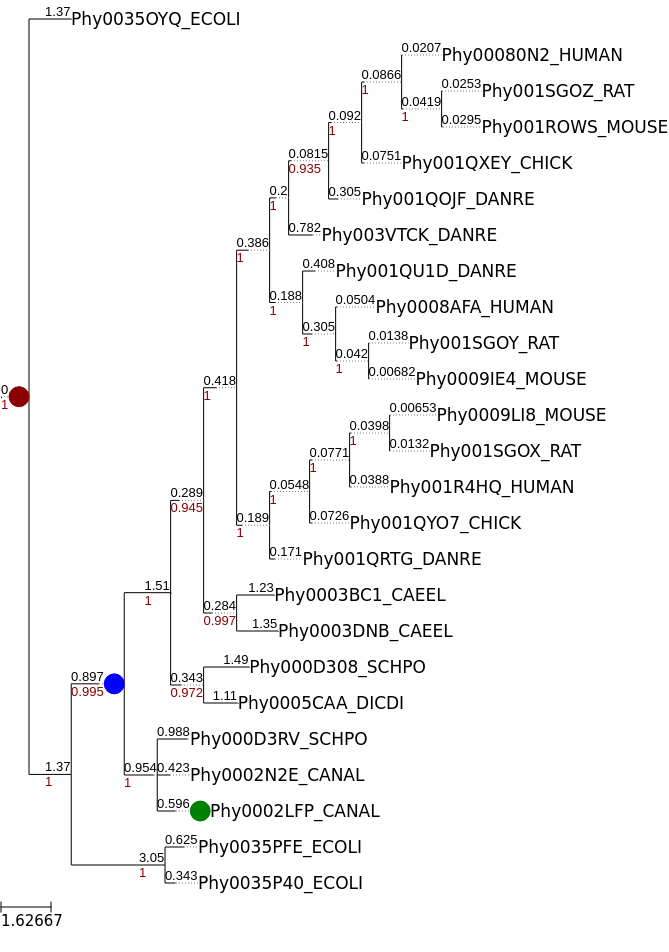 1.37 Phy0035OYQ_ECOLI
0.0207 Phy00080N2_HUMAN
0.0866
1
0.0253 Phy001SGOZ_RAT
0.0419
1
0.0295 Phy001ROWS_MOUSE
0.092
1
0.0751 Phy001QXEY_CHICK
0.0815
0.935
0.305 Phy001QOJF_DANRE
0.2
1
0.782 Phy003VTCK_DANRE
0.386
1
0.408 Phy001QU1D_DANRE
0.188
1
0.0504 Phy0008AFA_HUMAN
0.305
1
0.0138 Phy001SGOY_RAT
0.042
1
0.00682 Phy0009IE4_MOUSE
0.418
1
0
1
0.00653 Phy0009LI8_MOUSE
0.0398
1
0.0132 Phy001SGOX_RAT
0.0771
1
0.0388 Phy001R4HQ_HUMAN
0.0548
1
0.289
0.945
0.189
1
0.0726 Phy001QYO7_CHICK
0.171 Phy001QRTG_DANRE
1.51
1
1.23 Phy0003BC1_CAEEL
0.284
0.997
1.35 Phy0003DNB_CAEEL
1.49 Phy000D308_SCHPO
0.897
0.995
0.343
0.972
1.11 Phy0005CAA_DICDI
0.988 Phy000D3RV_SCHPO
1.37
1
0.954
1
0.423 Phy0002N2E_CANAL
0.596 Phy0002LFP_CANAL
0.625 Phy0035PFE_ECOLI
3.05
1
0.343 Phy0035P40_ECOLI
1.62667